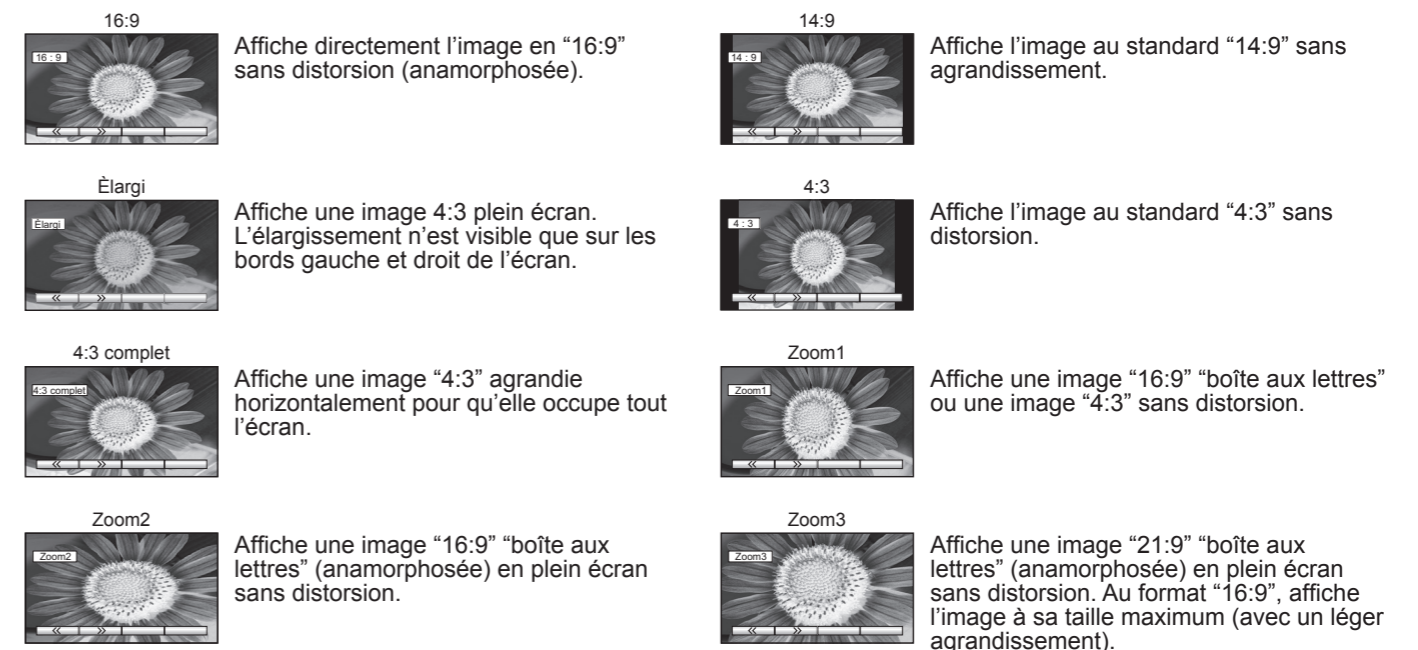 16:9
16 : 9
Affiche directement l’image en “16:9”
sans distorsion (anamorphosée).
14:9
14 : 9
Affiche l’image au standard “14:9” sans
agrandissement.
Èlargi
Èlargi
Affiche une image 4:3 plein écran.
L’élargissement n’est visible que sur les
bords gauche et droit de l’écran.
4:3
4 : 3
Affiche l’image au standard “4:3” sans
distorsion.
4:3 complet
4:3 complet
Affiche une image “4:3” agrandie
horizontalement pour qu’elle occupe tout
l’écran.
Zoom1
Zoom1
Affiche une image “16:9” “boîte aux lettres”
ou une image “4:3” sans distorsion.
Zoom2
Zoom2
Affiche une image “16:9” “boîte aux
lettres” (anamorphosée) en plein écran
sans distorsion.
Zoom3
Zoom3
Affiche une image “21:9” “boîte aux
lettres” (anamorphosée) en plein écran
sans distorsion. Au format “16:9”, affiche
l’image à sa taille maximum (avec un léger
agrandissement).